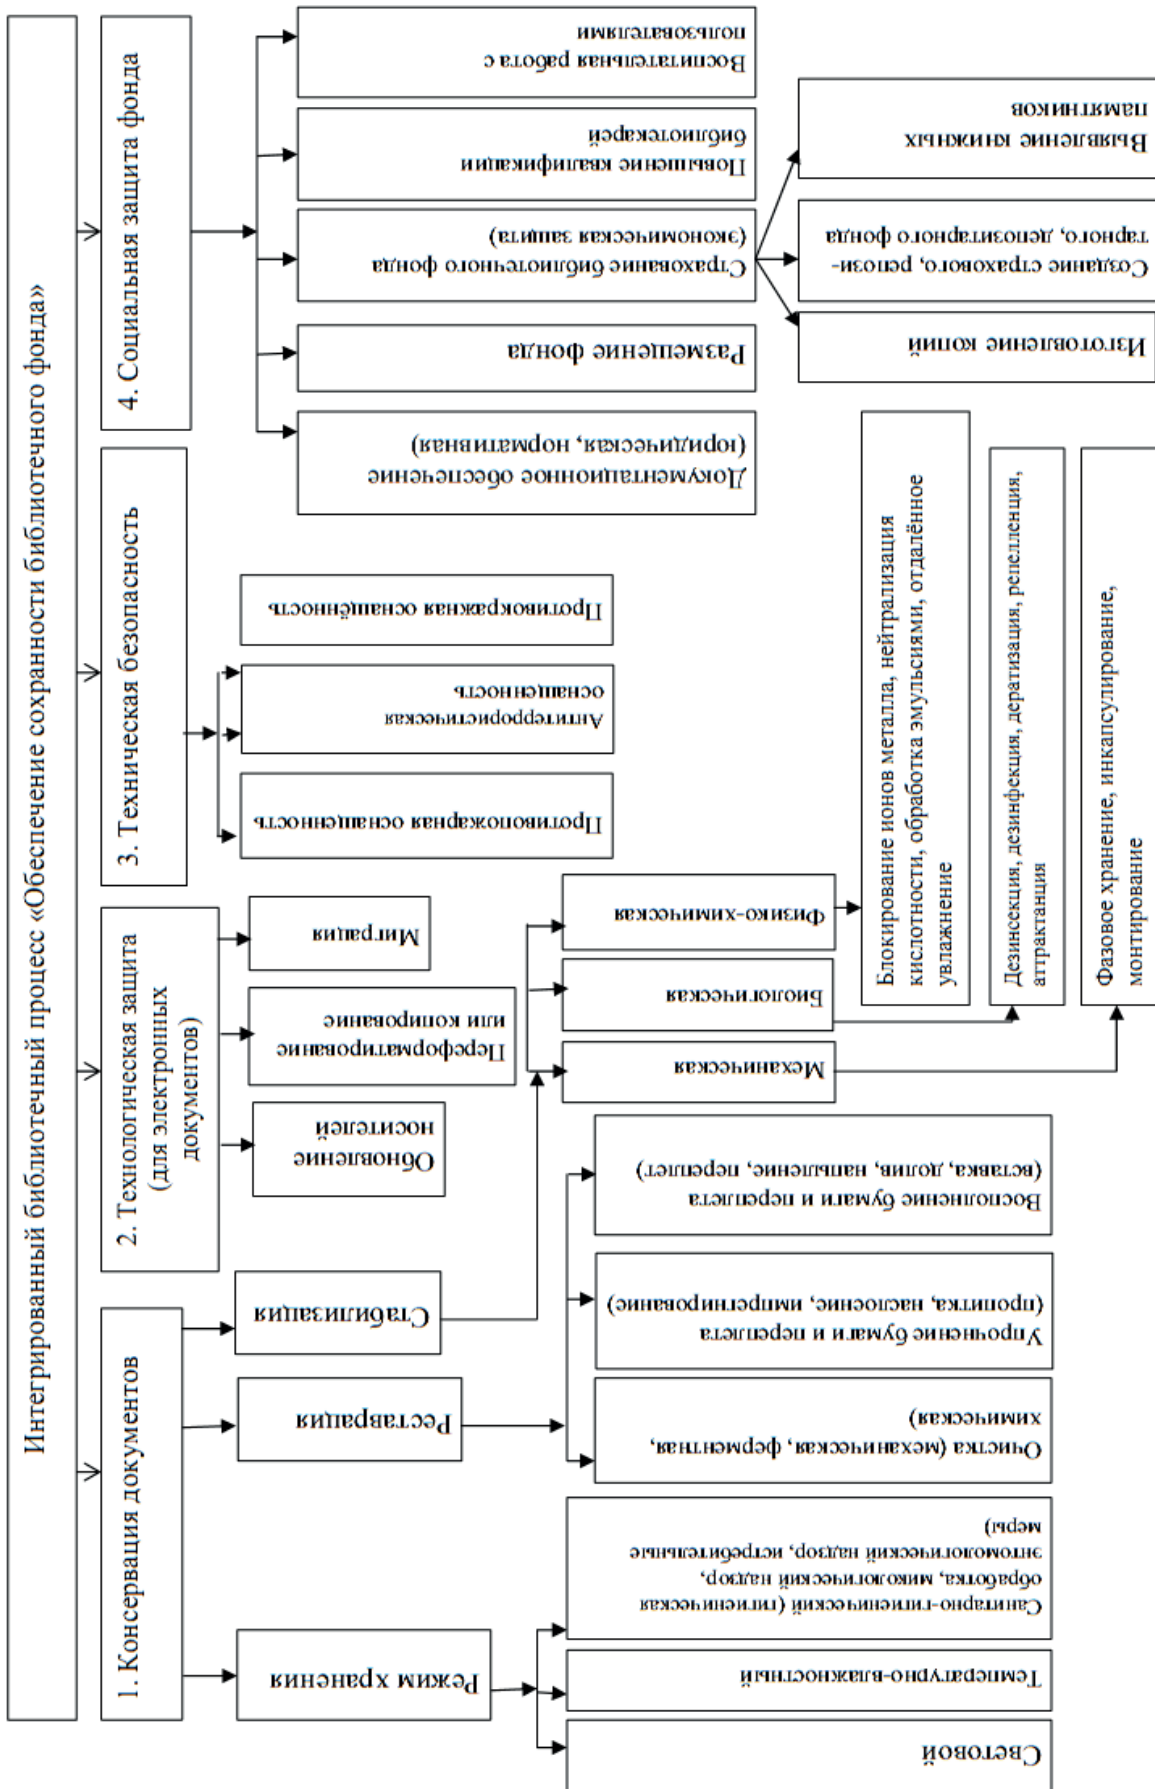 Интегрированный библиотечный процесс «Обеспечение сохранности библиотечного фонда»
1. Консервация документов
2. Технологическая защита
(для электронных
документов)
3. Техническая безопасность
4. Социальная защита фонда
Режим хранения
Реставрация
Стабилизация
Обновление
носителей
Переформатирование
или копирование
Миграция
Противопожарная оснащенность
Антитеррористическая
оснащенность
Противокражная оснащённость
Документационное обеспечение
(юридическая, нормативная)
Размещение фонда
Страхование библиотечного фонда
(экономическая защита)
Повышение квалификации
библиотекарей
Воспитательная работа с
пользователями
Световой
Температурно-влажностный
Санитарно-гигиенический (гигиеническая
обработка, микологический надзор,
энтомологический надзор, истребительные
меры)
Очистка (механическая, ферментная,
химическая)
Упрочнение бумаги и переплета
(пропитка, наслоение, импрегнирование)
Восполнение бумаги и переплета
(вставка, долив, напыление, переплет)
Механическая
Биологическая
Физико-химическая
Изготовление копий
Создание страхового, репози-
тарного, депозитарного фонда
Выявление книжных
памятников
Блокирование ионов металла, нейтрализация
кислотности, обработка эмульсиями, отдалённое
увлажнение
Дезинсекция, дезинфекция, дератизация, репелленция,
аттрактанция
Фазовое хранение, инкапсулирование,
монтирование